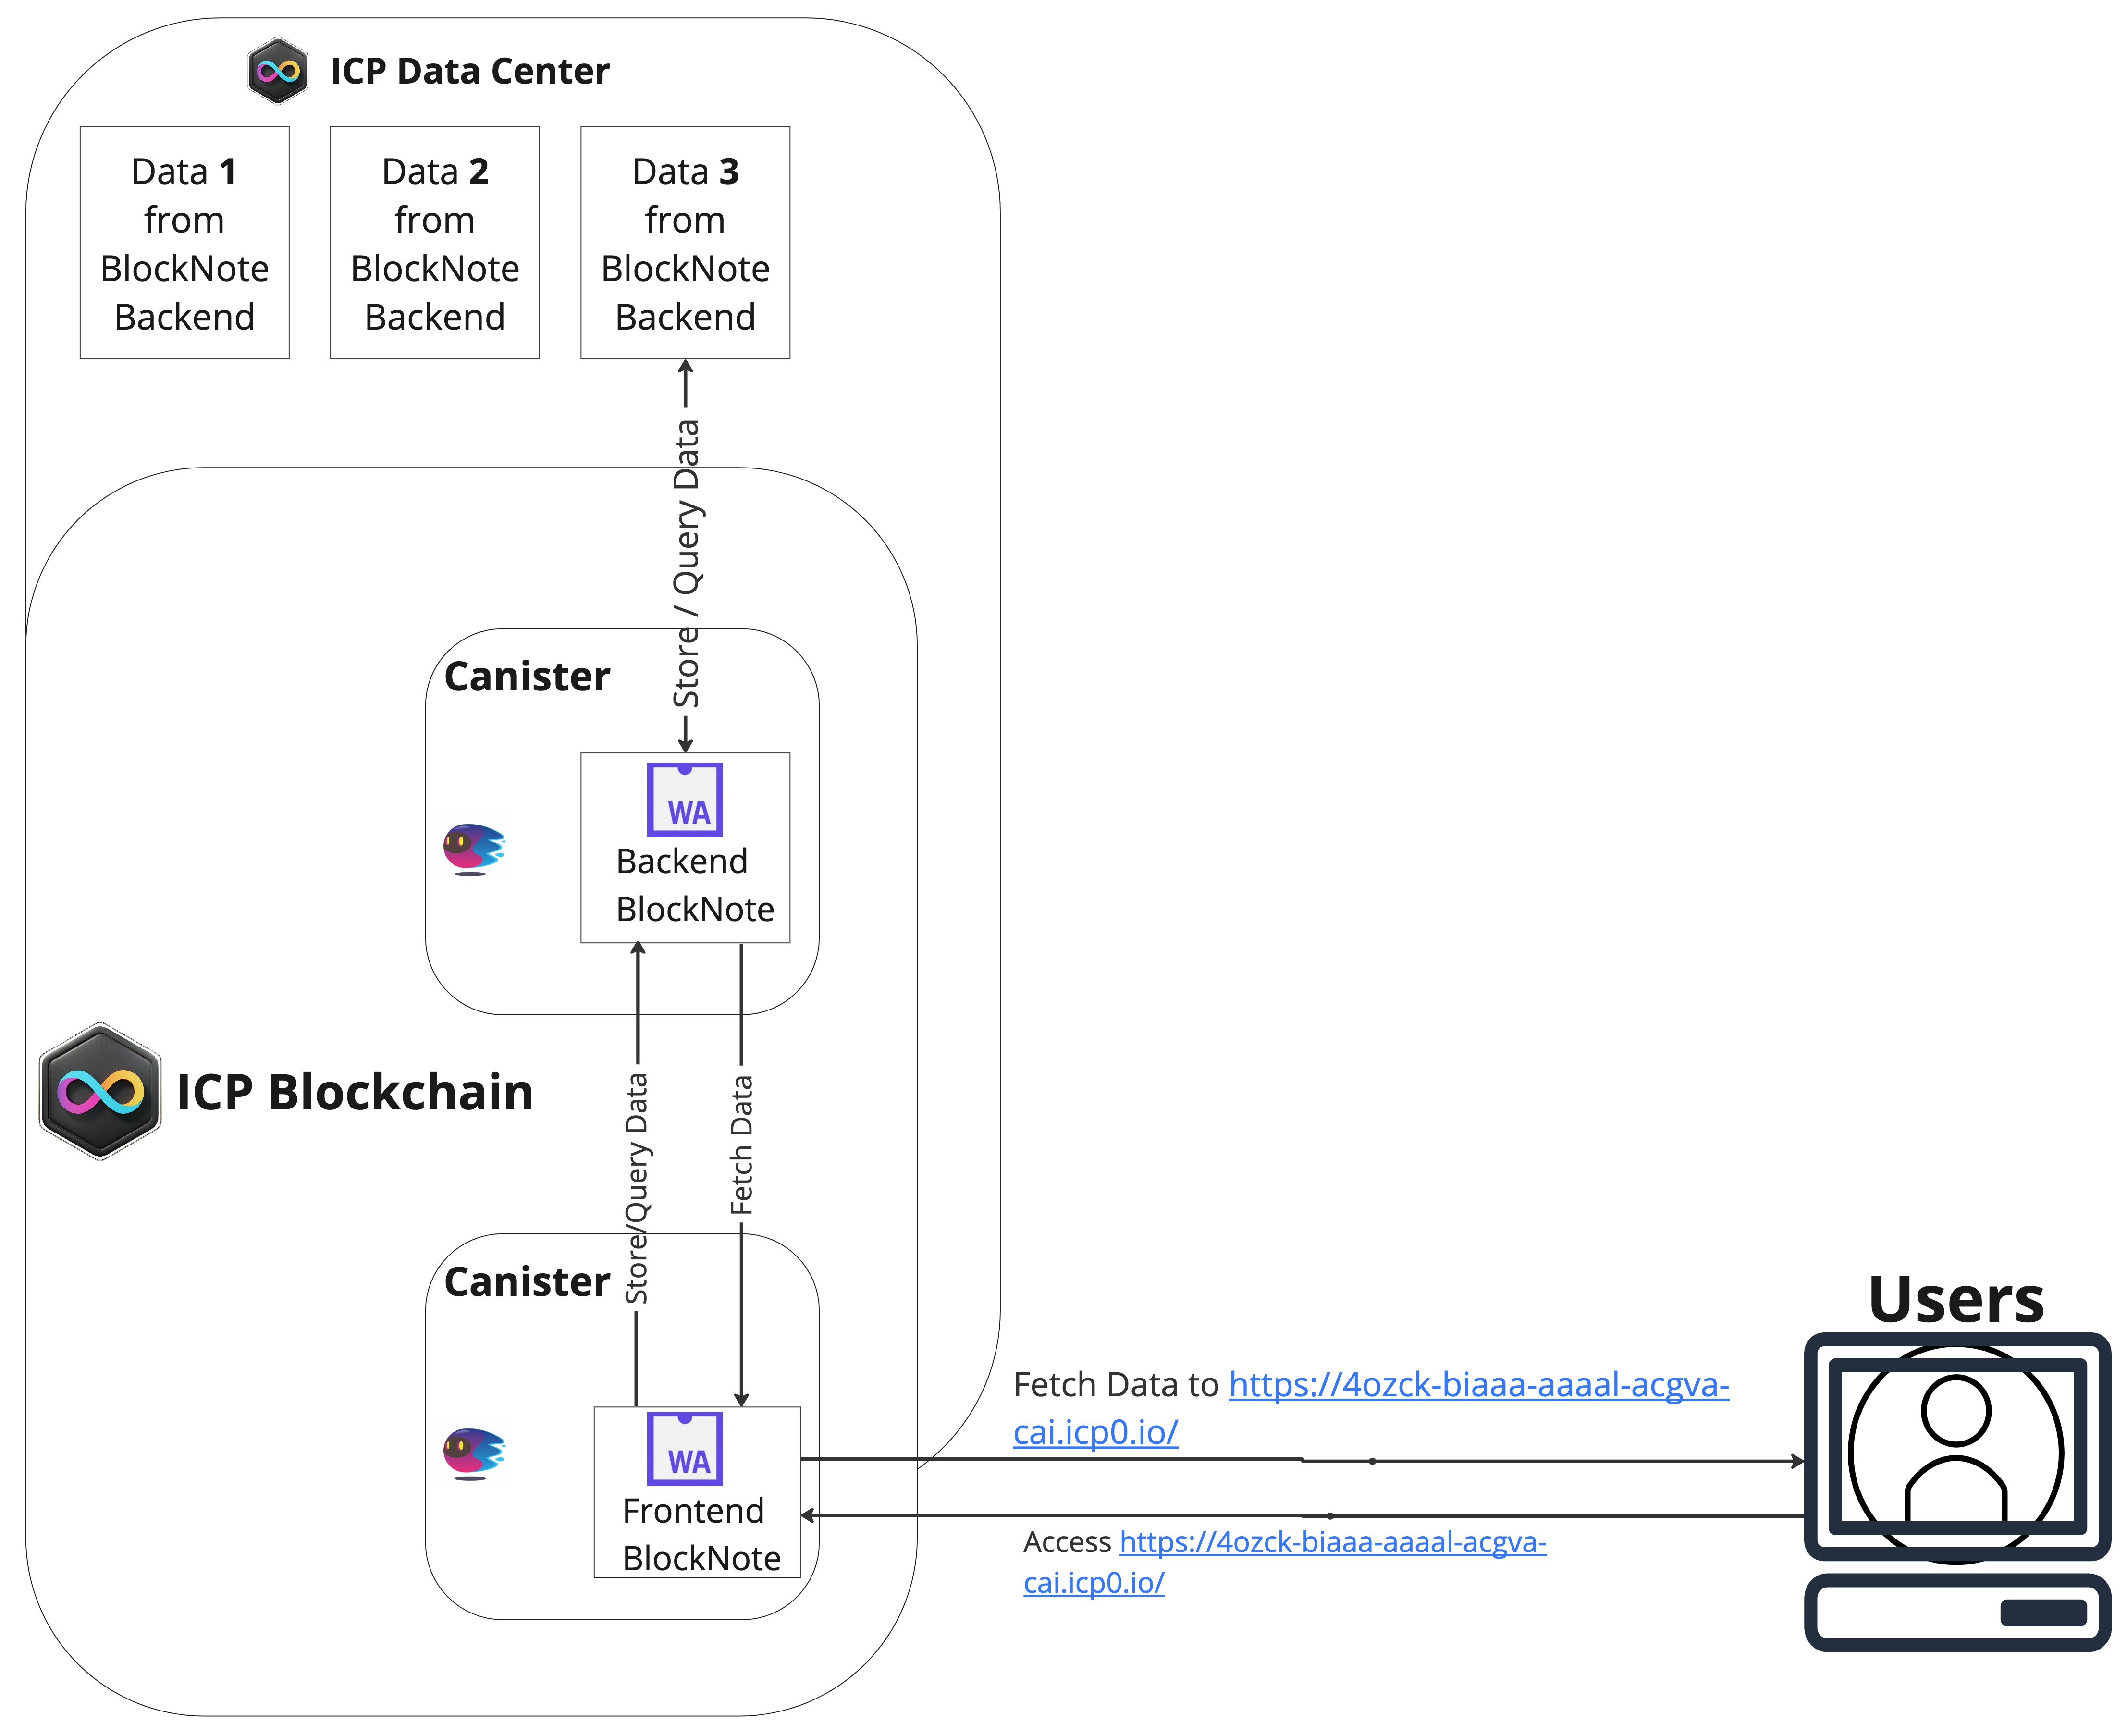 ICP Data Center
Data 1
from
BlockNote
Backend
Data 2
from
BlockNote
Backend
Data 3
from
BlockNote
Backend
Store / Query Data
Canister
WA
Backend
BlockNote
ICP Blockchain
Store/Query Data
Fetch Data
Canister
WA
Frontend
BlockNote
Users
Fetch Data to https://4ozck-biaaa-aaaal-acgva-
cai.icp0.io/
Access https://4ozck-biaaa-aaaal-acgva-
cai.icp0.io/